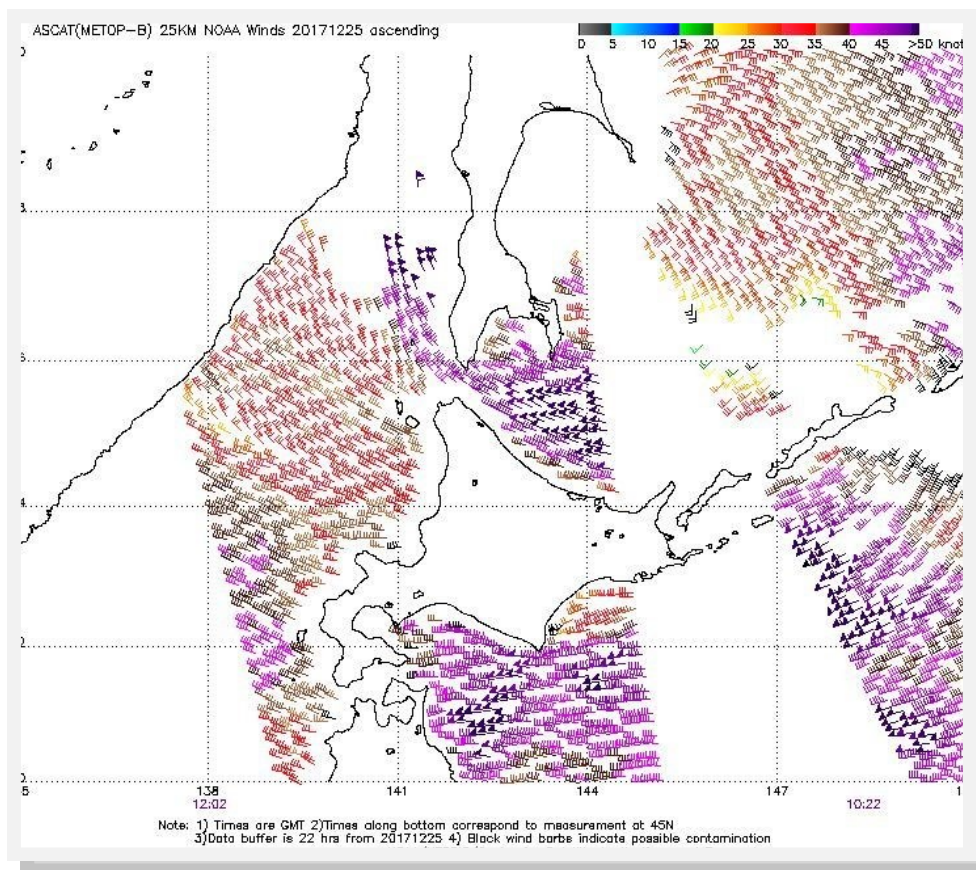 ASCAT(METOP-B) 25KM NOAA Winds 20171225 ascending
0 5 10 15 20 25 30 35 40 45 >50 knot
138 141 144 147
12:02 10:22
Note: 1) Times are GMT 2)Times along bottom correspond to measurement at 45N
3)Data buffer is 22 hrs from 20171225 4) Black wind barbs indicate possible contamination